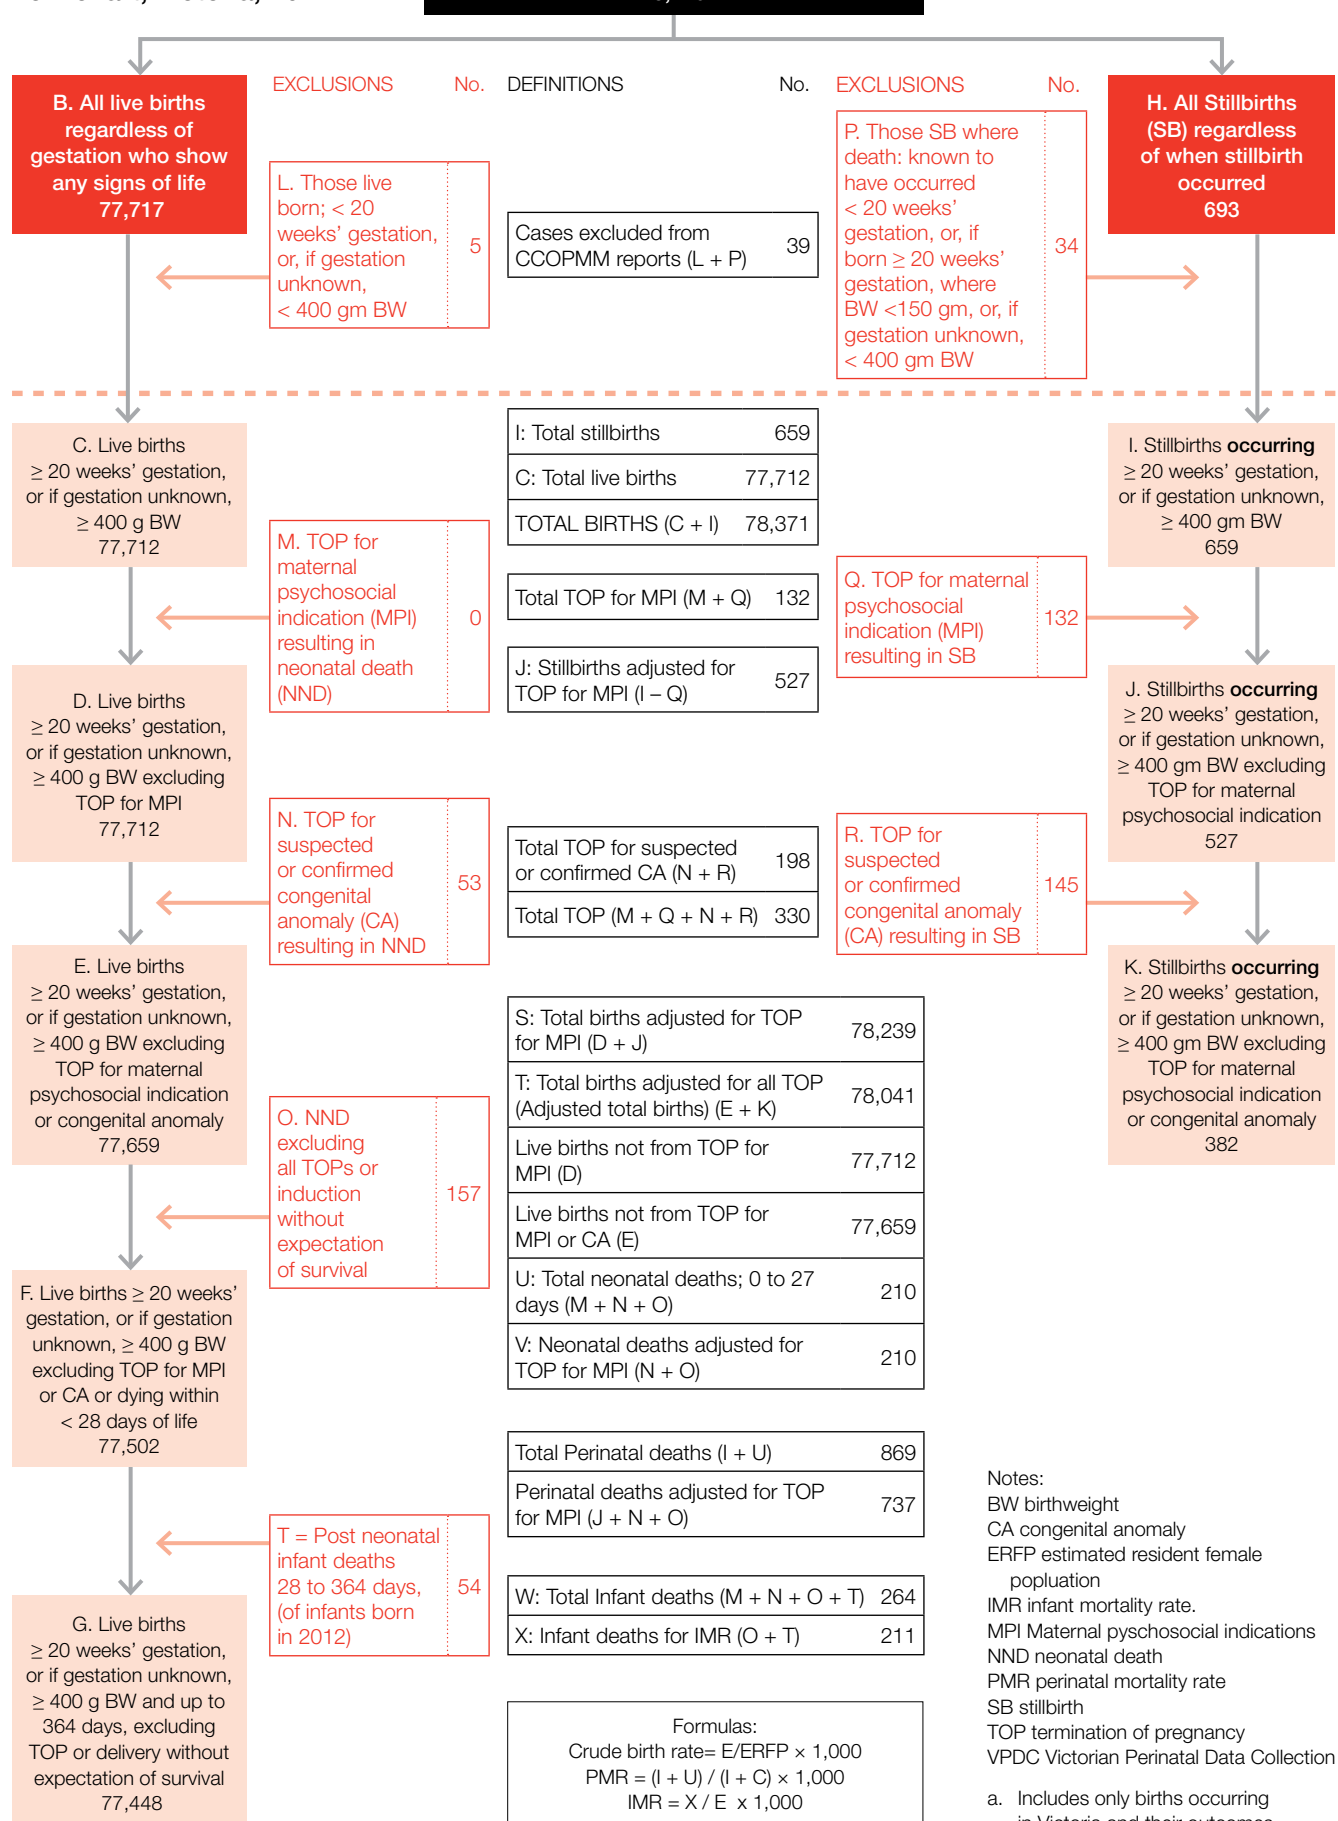 B. All live births
regardless of
gestation who show
any signs of life
77,717
EXCLUSIONS No.
L. Those live
born; < 20
weeks’ gestation,
or, if gestation
unknown,
< 400 gm BW
5
DEFINITIONS No.
Cases excluded from
CCOPMM reports (L + P)
39
EXCLUSIONS No.
P. Those SB where
death: known to
have occurred
< 20 weeks’
gestation, or, if
born ≥ 20 weeks’
gestation, where
BW <150 gm, or, if
gestation unknown,
< 400 gm BW
34
H. All Stillbirths
(SB) regardless
of when stillbirth
occurred
693
C. Live births
≥ 20 weeks’ gestation,
or if gestation unknown,
≥ 400 g BW
77,712
I: Total stillbirths 659
C: Total live births 77,712
TOTAL BIRTHS (C + I) 78,371
I. Stillbirths occurring
≥ 20 weeks’ gestation,
or if gestation unknown,
≥ 400 gm BW
659
M. TOP for
maternal
psychosocial
indication (MPI)
resulting in
neonatal death
(NND)
0
Total TOP for MPI (M + Q) 132
J: Stillbirths adjusted for
TOP for MPI (I – Q)
527
Q. TOP for maternal
psychosocial
indication (MPI)
resulting in SB
132
D. Live births
≥ 20 weeks’ gestation,
or if gestation unknown,
≥ 400 g BW excluding
TOP for MPI
77,712
J. Stillbirths occurring
≥ 20 weeks’ gestation,
or if gestation unknown,
≥ 400 gm BW excluding
TOP for maternal
psychosocial indication
527
N. TOP for
suspected
or confirmed
congenital
anomaly (CA)
resulting in NND
53
Total TOP for suspected
or confirmed CA (N + R)
198
Total TOP (M + Q + N + R) 330
R. TOP for
suspected
or confirmed
congenital anomaly
(CA) resulting in SB
145
E. Live births
≥ 20 weeks’ gestation,
or if gestation unknown,
≥ 400 g BW excluding
TOP for maternal
psychosocial indication
or congenital anomaly
77,659
K. Stillbirths occurring
≥ 20 weeks’ gestation,
or if gestation unknown,
≥ 400 gm BW excluding
TOP for maternal
psychosocial indication
or congenital anomaly
382
S: Total births adjusted for TOP
for MPI (D + J)
78,239
T: Total births adjusted for all TOP
(Adjusted total births) (E + K)
78,041
Live births not from TOP for
MPI (D)
77,712
Live births not from TOP for
MPI or CA (E)
77,659
U: Total neonatal deaths; 0 to 27
days (M + N + O)
210
V: Neonatal deaths adjusted for
TOP for MPI (N + O)
210
O. NND
excluding
all TOPs or
induction
without
expectation
of survival
157
F. Live births ≥ 20 weeks’
gestation, or if gestation
unknown, ≥ 400 g BW
excluding TOP for MPI
or CA or dying within
< 28 days of life
77,502
Total Perinatal deaths (I + U) 869
Perinatal deaths adjusted for TOP
for MPI (J + N + O)
737
T = Post neonatal
infant deaths
28 to 364 days,
(of infants born
in 2012)
54
W: Total Infant deaths (M + N + O + T) 264
X: Infant deaths for IMR (O + T) 211
G. Live births
≥ 20 weeks’ gestation,
or if gestation unknown,
≥ 400 g BW and up to
364 days, excluding
TOP or delivery without
expectation of survival
77,448
Formulas:
Crude birth rate= E/ERFP × 1,000
PMR = (I + U) / (I + C) × 1,000
IMR = X / E x 1,000
Notes:
BW birthweight
CA congenital anomaly
ERFP estimated resident female
popluation
IMR infant mortality rate.
MPI Maternal pyschosocial indications
NND neonatal death
PMR perinatal mortality rate
SB stillbirth
TOP termination of pregnancy
VPDC Victorian Perinatal Data Collection
a. Includes only births occurring
in Victoria and their outcomes